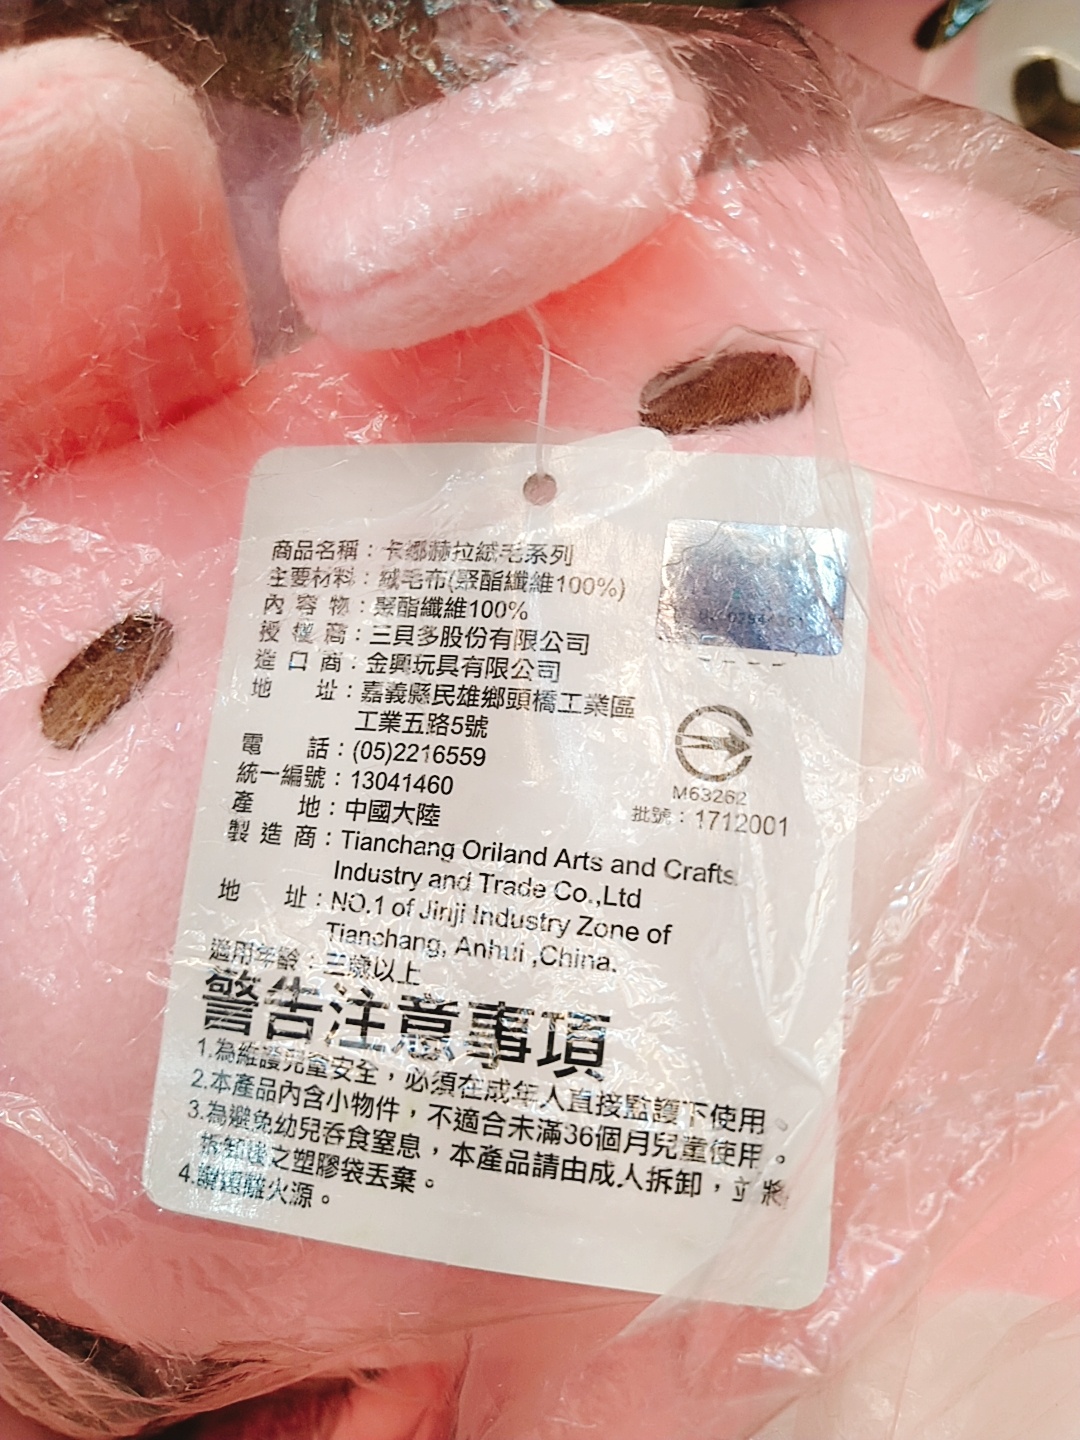 商品名稱：卡娜赫拉絨毛系列
主要材料：絨毛布(聚酯纖維100%)
內容物：聚酯纖維100%
授權商：三貝多股份有限公司
進口商：金興玩具有限公司
地址：嘉義縣民雄鄉頭橋工業區
工業五路5號
電話：(05)2216559
統一編號：13041460
產地：中國大陸
製造商：Tianchang Oriland Arts and Crafts
Industry and Trade Co.,Ltd
地址：NO.1 of Jinji Industry Zone of
Tianchang, Anhui ,China.
適用年齡：三歲以上
M63262
批號：1712001
警告注意事項
1.為維護兒童安全，必須在成年人直接監護下使用。
2.本產品內含小物件，不適合未滿36個月兒童使用。
3.為避免幼兒吞食窒息，本產品請由成人拆卸，並將
拆卸後之塑膠袋丟棄。
4.請遠離火源。